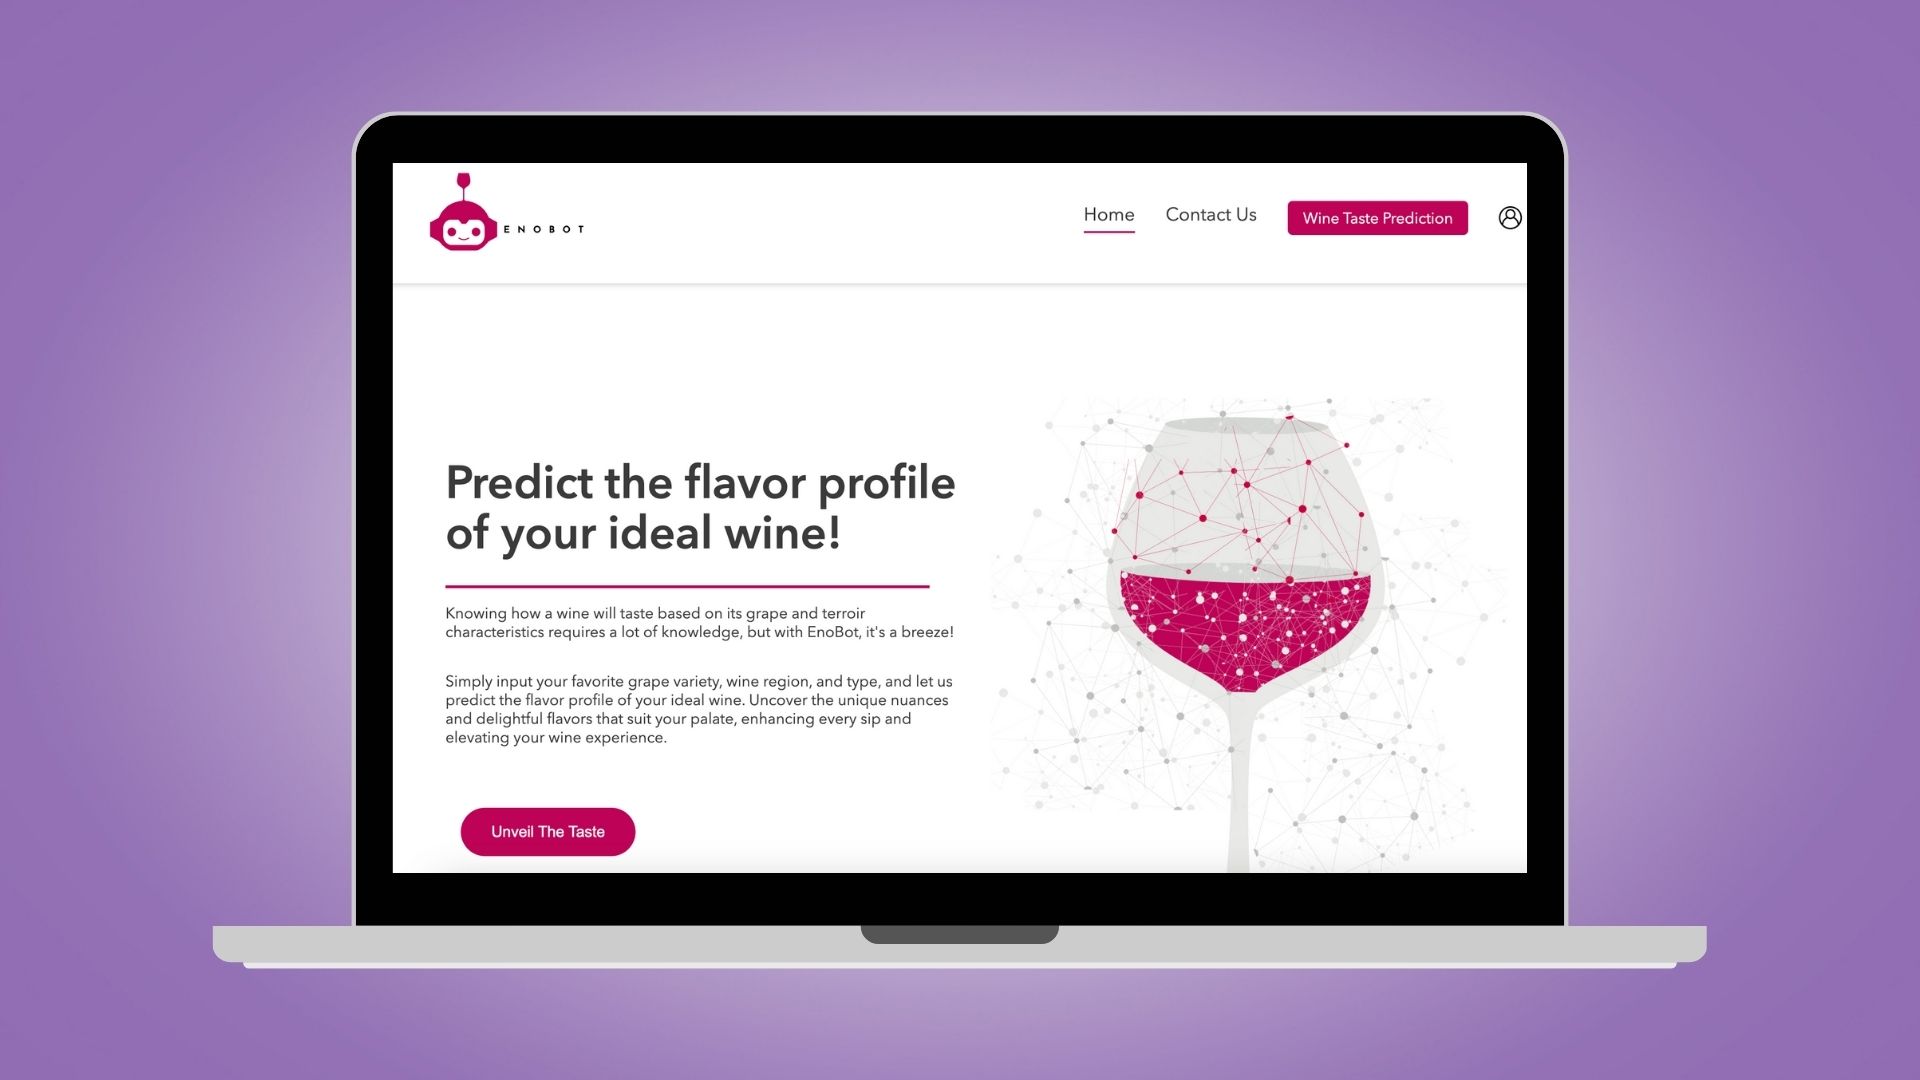 ENOBOT
Home
Contact Us
Wine Taste Prediction
Predict the flavor profile
of your ideal wine!
Knowing how a wine will taste based on its grape and terroir
characteristics requires a lot of knowledge, but with EnoBot, it's a breeze!
Simply input your favorite grape variety, wine region, and type, and let us
predict the flavor profile of your ideal wine. Uncover the unique nuances
and delightful flavors that suit your palate, enhancing every sip and
elevating your wine experience.
Unveil The Taste